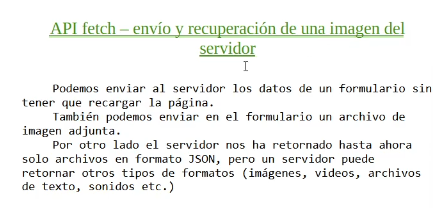 API fetch – envío y recuperación de una imagen del
servidor
Podemos enviar al servidor los datos de un formulario sin
tener que recargar la página.
También podemos enviar en el formulario un archivo de
imagen adjunta.
Por otro lado el servidor nos ha retornado hasta ahora
solo archivos en formato JSON, pero un servidor puede
retornar otros tipos de formatos (imágenes, videos, archivos
de texto, sonidos etc.)